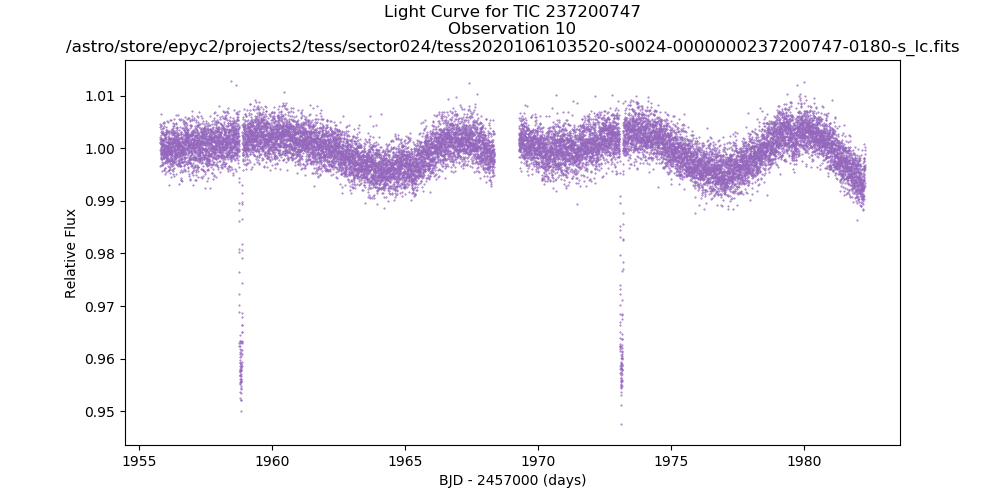 Light Curve for TIC 237200747
Observation 10
/astro/store/epyc2/projects2/tess/sector024/tess2020106103520-s0024-0000000237200747-0180-s_lc.fits
1.01
1.00
0.99
0.98
0.97
0.96
0.95
Relative Flux
1955 1960 1965 1970 1975 1980
BJD - 2457000 (days)